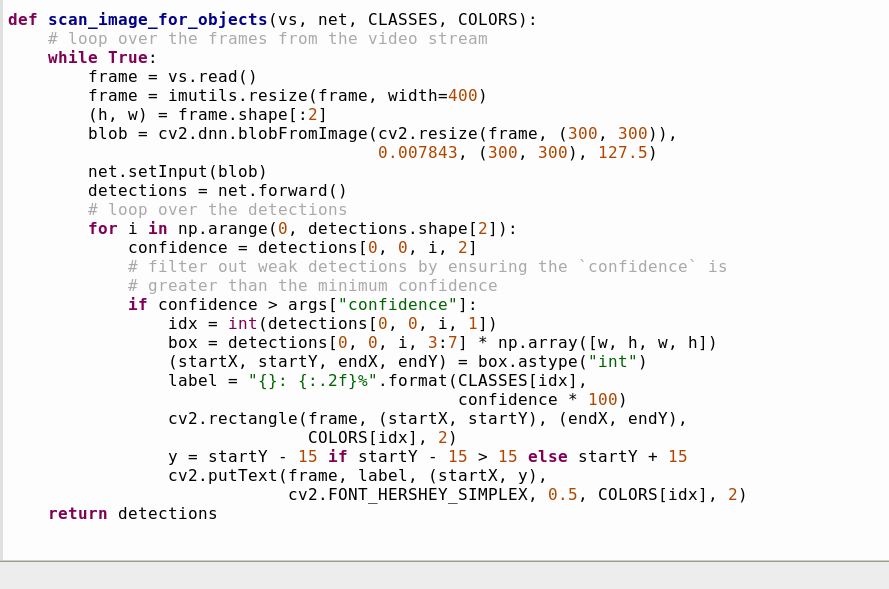 def scan_image_for_objects(vs, net, CLASSES, COLORS):
    # loop over the frames from the video stream
    while True:
        frame = vs.read()
        frame = imutils.resize(frame, width=400)
        (h, w) = frame.shape[:2]
        blob = cv2.dnn.blobFromImage(cv2.resize(frame, (300, 300)),
                                     0.007843, (300, 300), 127.5)
        net.setInput(blob)
        detections = net.forward()
        # loop over the detections
        for i in np.arange(0, detections.shape[2]):
            confidence = detections[0, 0, i, 2]
            # filter out weak detections by ensuring the `confidence` is
            # greater than the minimum confidence
            if confidence > args["confidence"]:
                idx = int(detections[0, 0, i, 1])
                box = detections[0, 0, i, 3:7] * np.array([w, h, w, h])
                (startX, startY, endX, endY) = box.astype("int")
                label = "{}: {:.2f}%".format(CLASSES[idx],
                                             confidence * 100)
                cv2.rectangle(frame, (startX, startY), (endX, endY),
                              COLORS[idx], 2)
                y = startY - 15 if startY - 15 > 15 else startY + 15
                cv2.putText(frame, label, (startX, y),
                            cv2.FONT_HERSHEY_SIMPLEX, 0.5, COLORS[idx], 2)
    return detections